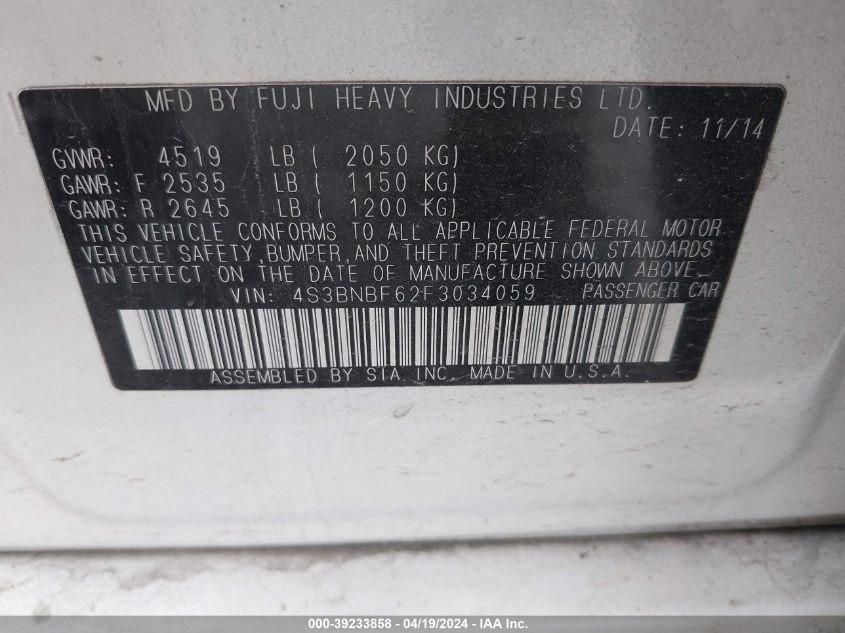 MFD BY FUJI HEAVY INDUSTRIES LTD.
DATE: 11/14
GVWR: 4519 LB ( 2050 KG)
GAWR: F 2535 LB ( 1150 KG)
GAWR: R 2645 LB ( 1200 KG)
THIS VEHICLE CONFORMS TO ALL APPLICABLE FEDERAL MOTOR
VEHICLE SAFETY, BUMPER, AND THEFT PREVENTION STANDARDS
IN EFFECT ON THE DATE OF MANUFACTURE SHOWN ABOVE.
VIN: 4S3BNBF62F3034059 PASSENGER CAR
ASSEMBLED BY SIA, INC. MADE IN U.S.A.
000-39233858 - 04/19/2024 - IAA Inc.